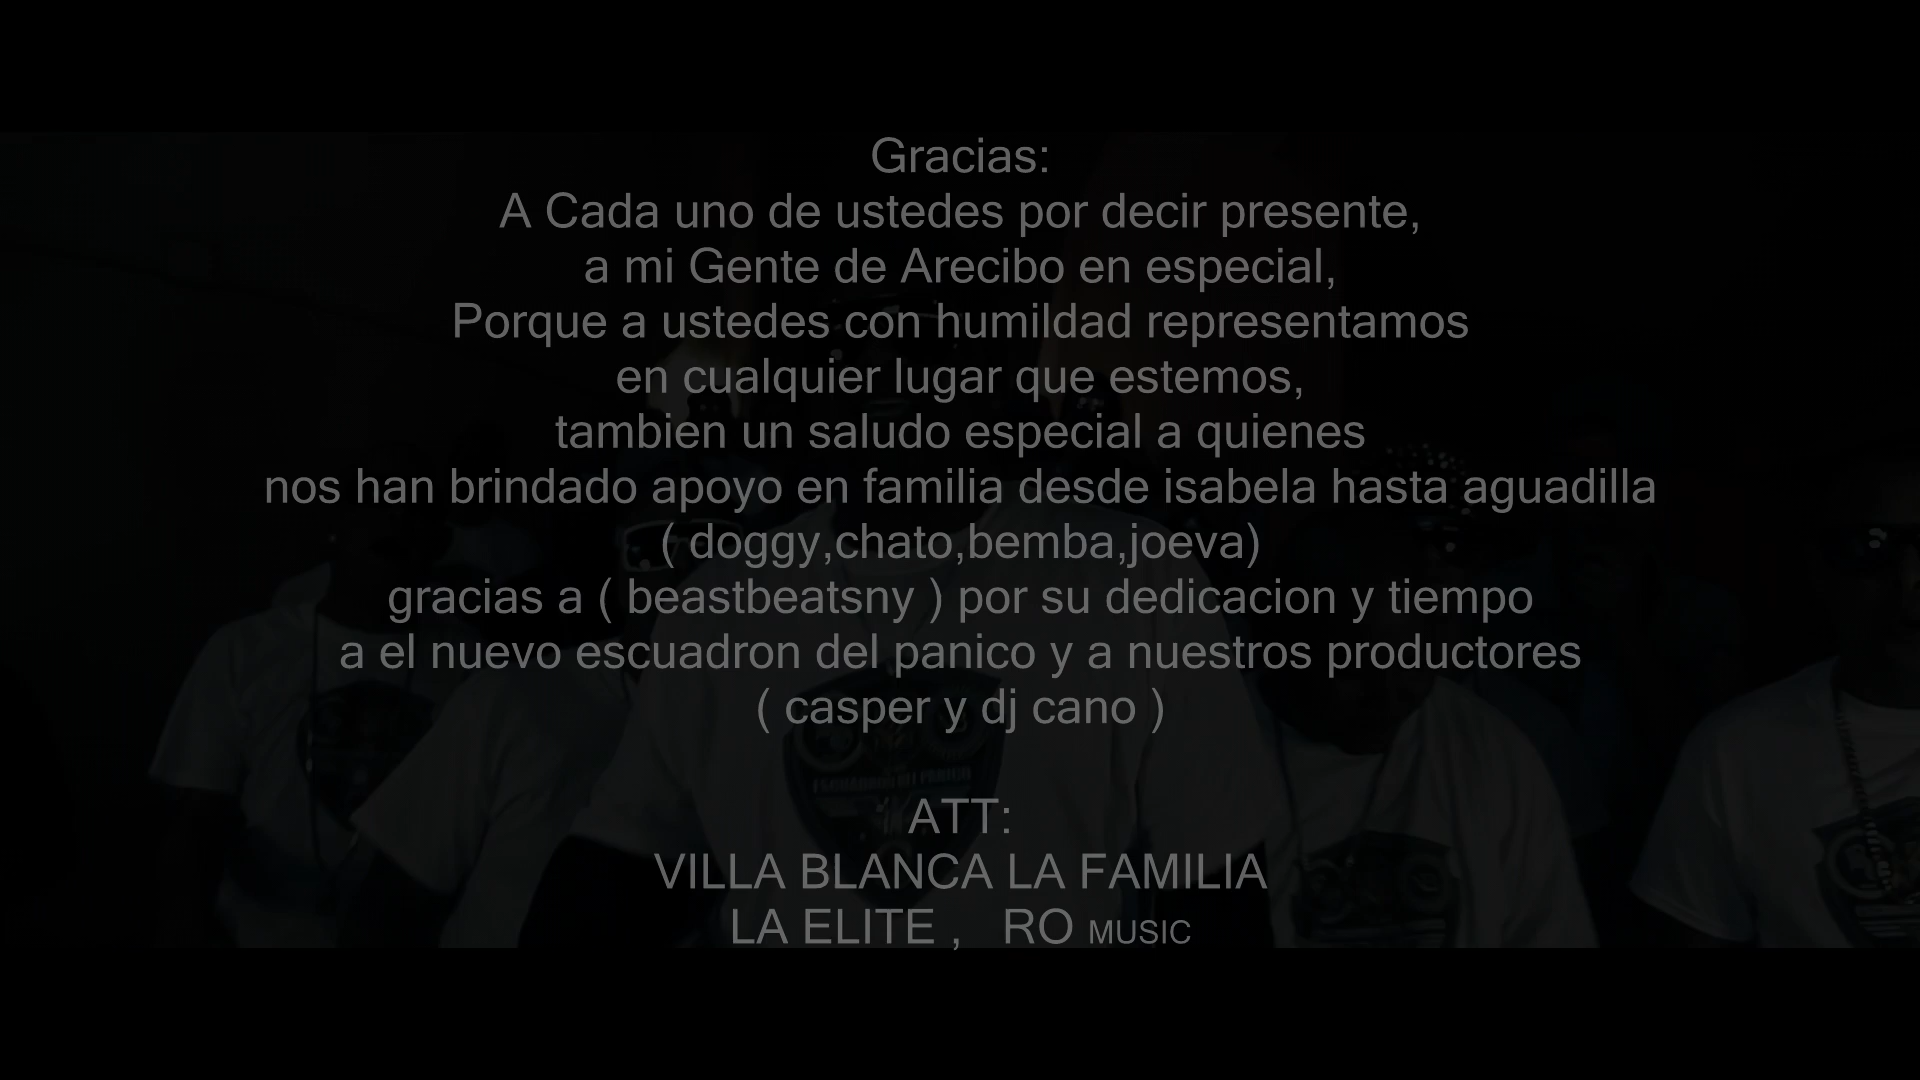 Gracias:
A Cada uno de ustedes por decir presente,
a mi Gente de Arecibo en especial,
Porque a ustedes con humildad representamos
en cualquier lugar que estemos,
tambien un saludo especial a quienes
nos han brindado apoyo en familia desde isabela hasta aguadilla
( doggy,chato,bemba,joeva)
gracias a ( beastbeatsny ) por su dedicacion y tiempo
a el nuevo escuadron del panico y a nuestros productores
( casper y dj cano )
ESCUADRON DEL PANICO
ATT:
VILLA BLANCA LA FAMILIA
LA ELITE , RO MUSIC